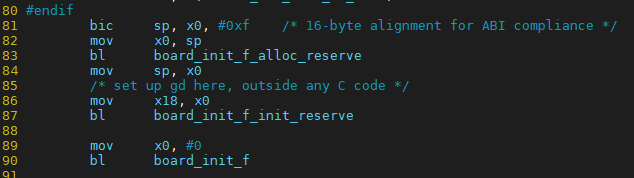 80 #endif
81         bic     sp, x0, #0xf    /* 16-byte alignment for ABI compliance */
82         mov     x0, sp
83         bl      board_init_f_alloc_reserve
84         mov     sp, x0
85         /* set up gd here, outside any C code */
86         mov     x18, x0
87         bl      board_init_f_init_reserve
88
89         mov     x0, #0
90         bl      board_init_f
91